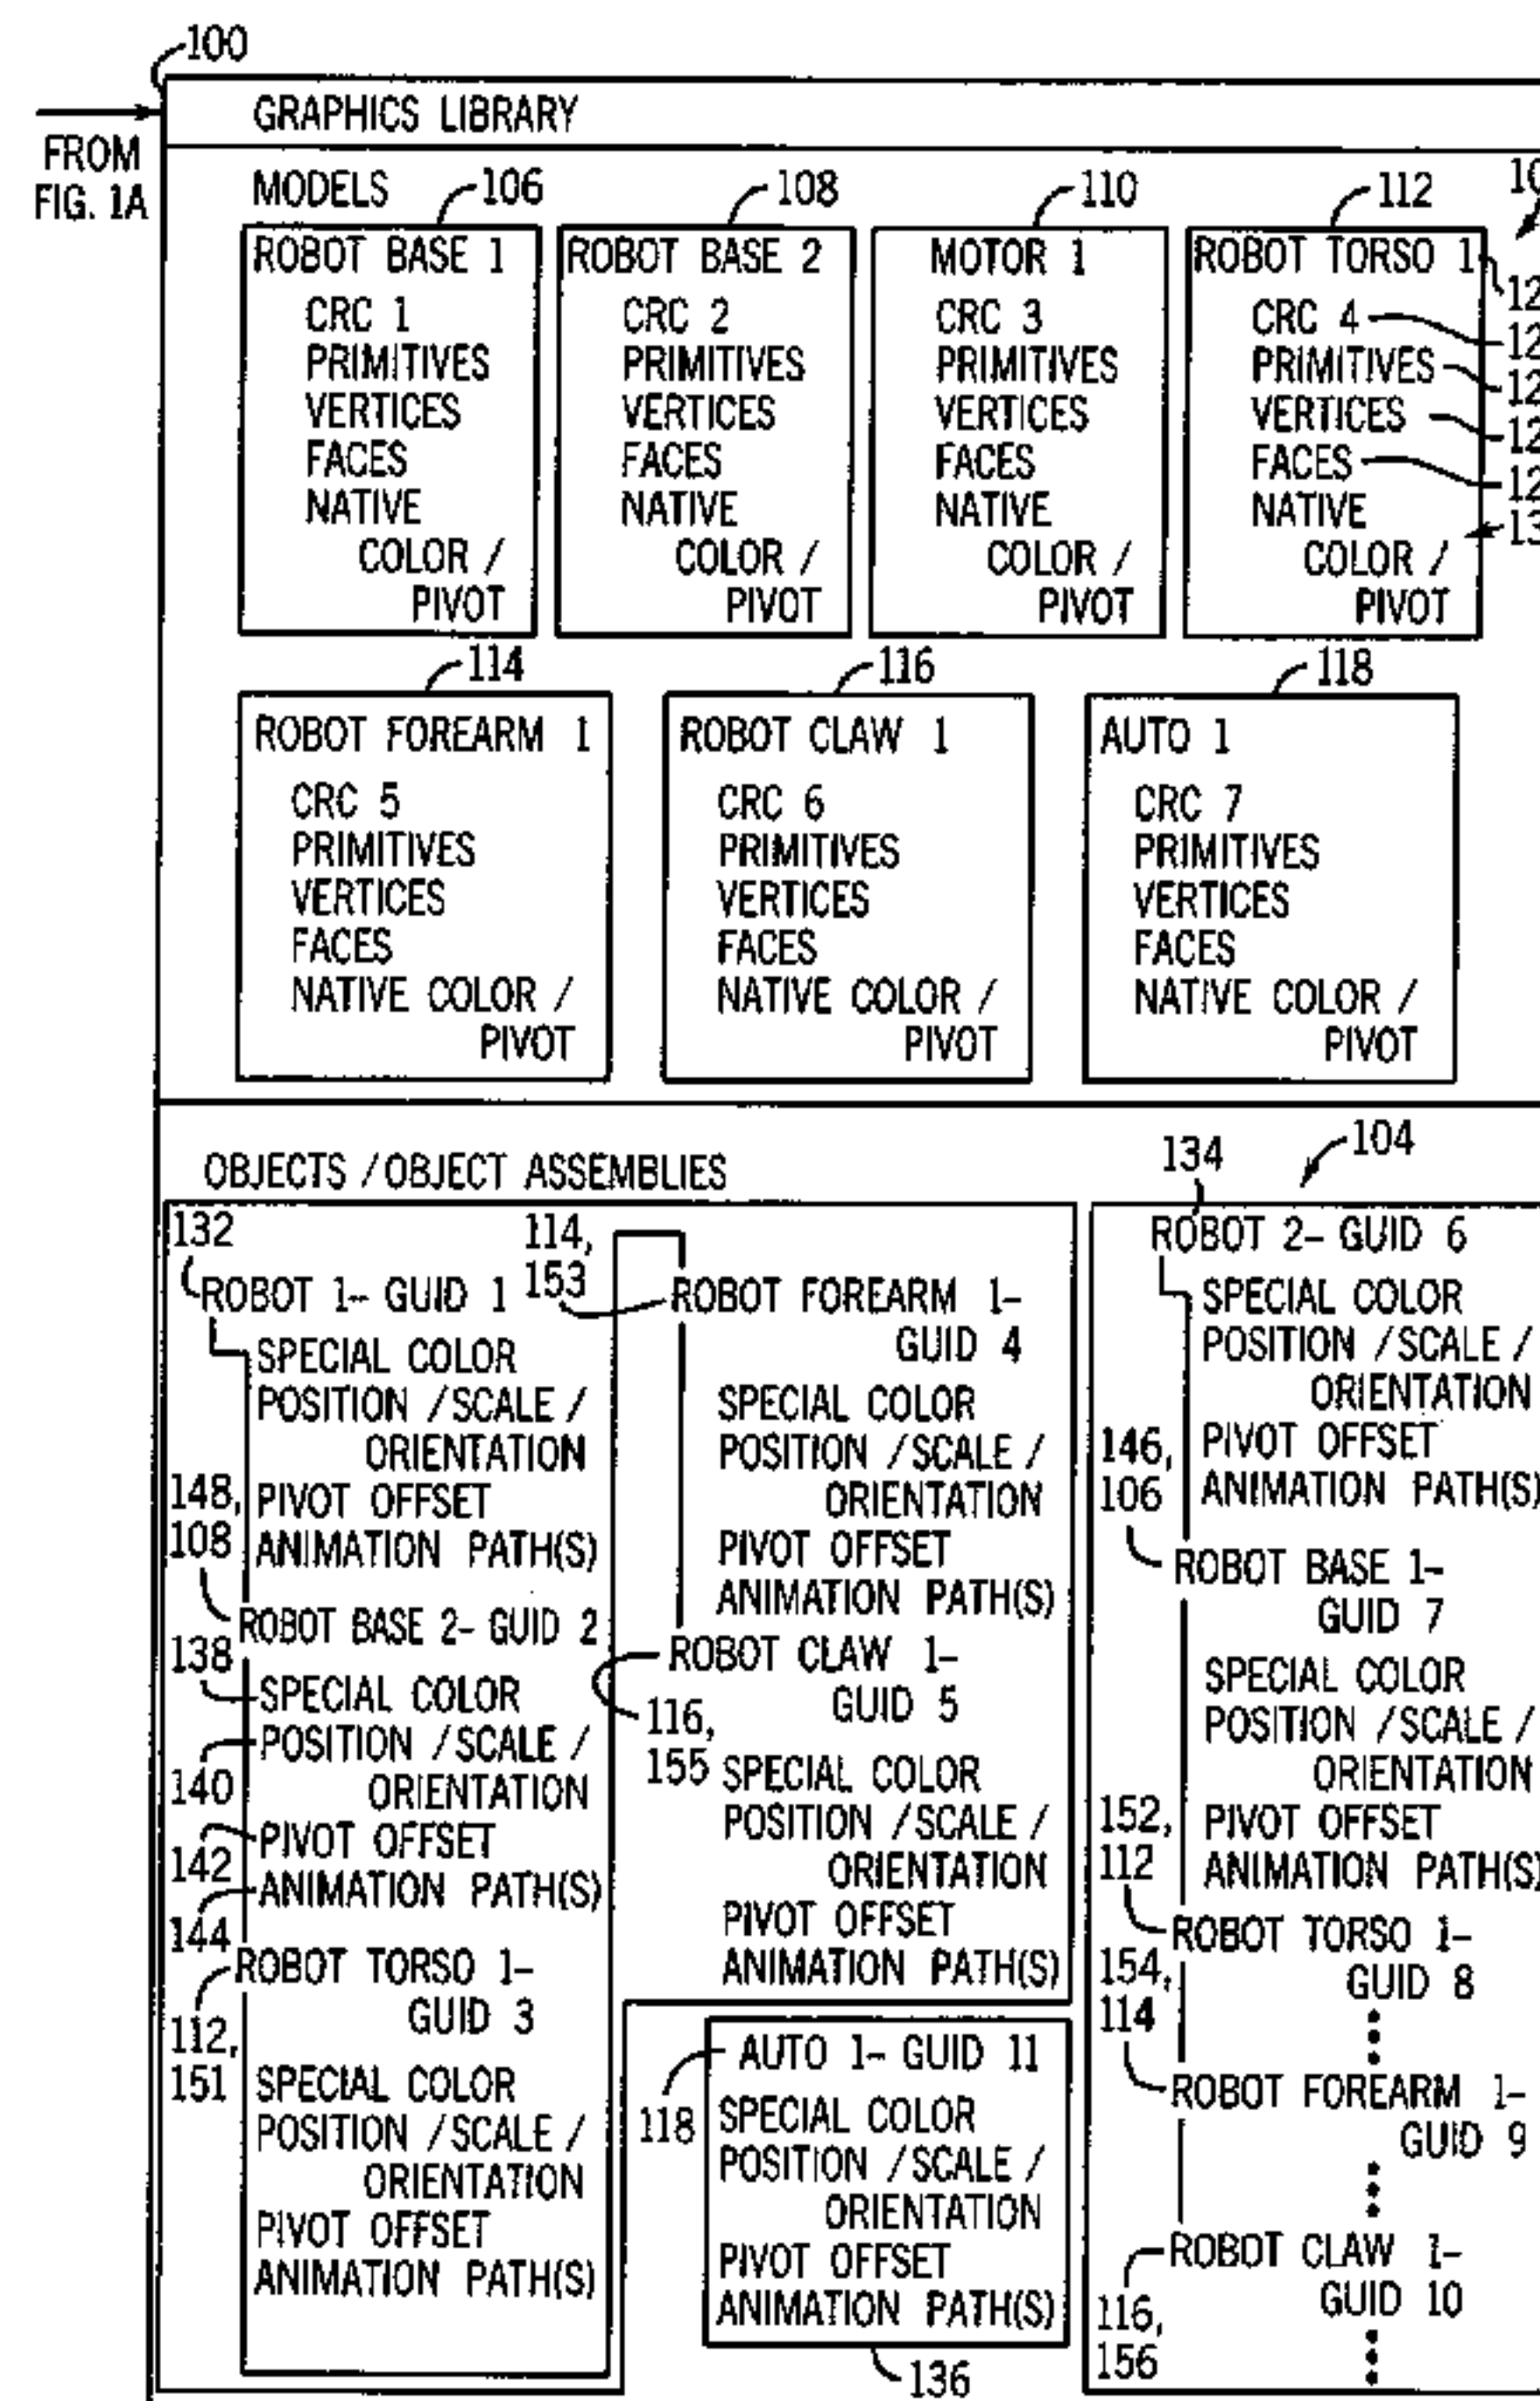 100
GRAPHICS LIBRARY
FROM
FIG. 1A
MODELS
106
108
110
112
ROBOT BASE 1
CRC 1
PRIMITIVES
VERTICES
FACES
NATIVE
COLOR /
PIVOT
ROBOT BASE 2
CRC 2
PRIMITIVES
VERTICES
FACES
NATIVE
COLOR /
PIVOT
MOTOR 1
CRC 3
PRIMITIVES
VERTICES
FACES
NATIVE
COLOR /
PIVOT
ROBOT TORSO 1
CRC 4
PRIMITIVES
VERTICES
FACES
NATIVE
COLOR /
PIVOT
114
ROBOT FOREARM 1
CRC 5
PRIMITIVES
VERTICES
FACES
NATIVE COLOR /
PIVOT
116
ROBOT CLAW 1
CRC 6
PRIMITIVES
VERTICES
FACES
NATIVE COLOR /
PIVOT
118
AUTO 1
CRC 7
PRIMITIVES
VERTICES
FACES
NATIVE COLOR /
PIVOT
OBJECTS / OBJECT ASSEMBLIES
104
132
ROBOT 1- GUID 1
SPECIAL COLOR
POSITION / SCALE /
ORIENTATION
PIVOT OFFSET
ANIMATION PATH(S)
148,
108
ROBOT BASE 2- GUID 2
138
SPECIAL COLOR
POSITION / SCALE /
ORIENTATION
140
PIVOT OFFSET
142
ANIMATION PATH(S)
144
ROBOT TORSO 1-
GUID 3
112,
151
SPECIAL COLOR
POSITION / SCALE /
ORIENTATION
PIVOT OFFSET
ANIMATION PATH(S)
114,
153
ROBOT FOREARM 1-
GUID 4
SPECIAL COLOR
POSITION / SCALE /
ORIENTATION
PIVOT OFFSET
ANIMATION PATH(S)
ROBOT CLAW 1-
GUID 5
116,
155
SPECIAL COLOR
POSITION / SCALE /
ORIENTATION
PIVOT OFFSET
ANIMATION PATH(S)
AUTO 1- GUID 11
118
SPECIAL COLOR
POSITION / SCALE /
ORIENTATION
PIVOT OFFSET
ANIMATION PATH(S)
136
134
ROBOT 2- GUID 6
SPECIAL COLOR
POSITION / SCALE /
ORIENTATION
PIVOT OFFSET
ANIMATION PATH(S)
146,
106
ROBOT BASE 1-
GUID 7
SPECIAL COLOR
POSITION / SCALE /
ORIENTATION
PIVOT OFFSET
ANIMATION PATH(S)
152,
112
ROBOT TORSO 1-
GUID 8
154,
114
ROBOT FOREARM 1-
GUID 9
ROBOT CLAW 1-
GUID 10
116,
156